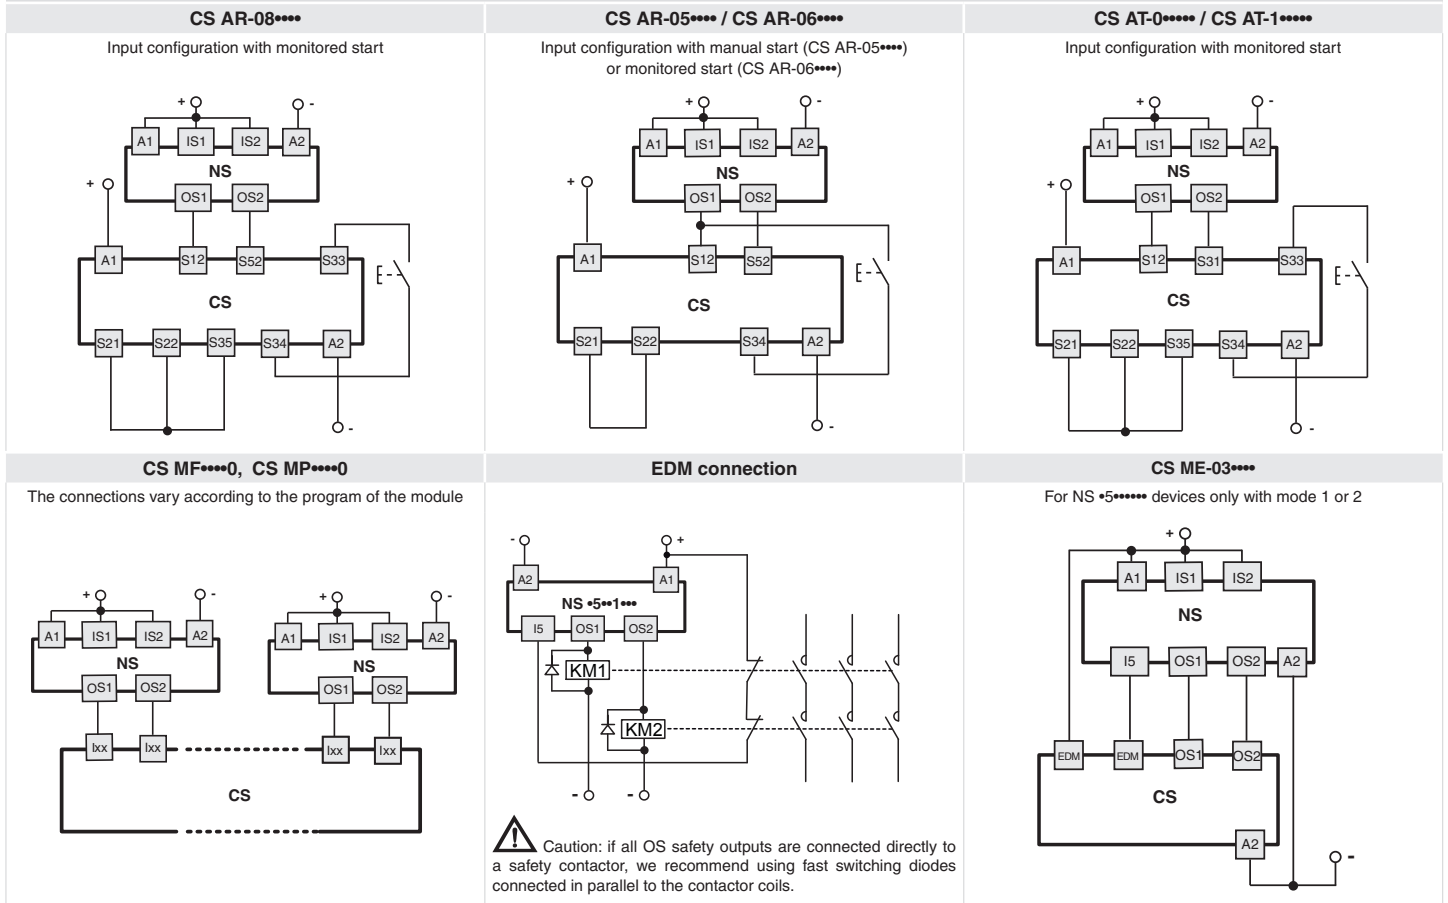 CS AR-08••••
Input configuration with monitored start
+ -
A1 IS1 IS2 A2
NS
+ OS1 OS2
A1 S12 S52 S33
CS
S21 S22 S35 S34 A2
-
CS AR-05•••• / CS AR-06••••
Input configuration with manual start (CS AR-05••••)
or monitored start (CS AR-06••••)
+ -
A1 IS1 IS2 A2
NS
+ OS1 OS2
A1 S12 S52
CS
S21 S22 S34 A2
-
CS AT-0••••• / CS AT-1•••••
Input configuration with monitored start
+ -
A1 IS1 IS2 A2
NS
+ OS1 OS2
A1 S12 S31 S33
CS
S21 S22 S35 S34 A2
-
CS MF••••0, CS MP••••0
The connections vary according to the program of the module
+ - + -
A1 IS1 IS2 A2 A1 IS1 IS2 A2
NS NS
OS1 OS2 OS1 OS2
Ixx Ixx Ixx Ixx
CS
EDM connection
- +
A2 A1
NS •5••1•••
I5 OS1 OS2
KM1
KM2
- -
Caution: if all OS safety outputs are connected directly to
a safety contactor, we recommend using fast switching diodes
connected in parallel to the contactor coils.
CS ME-03••••
For NS •5•••••• devices only with mode 1 or 2
+
A1 IS1 IS2
NS
I5 OS1 OS2 A2
EDM EDM OS1 OS2
CS
A2
-